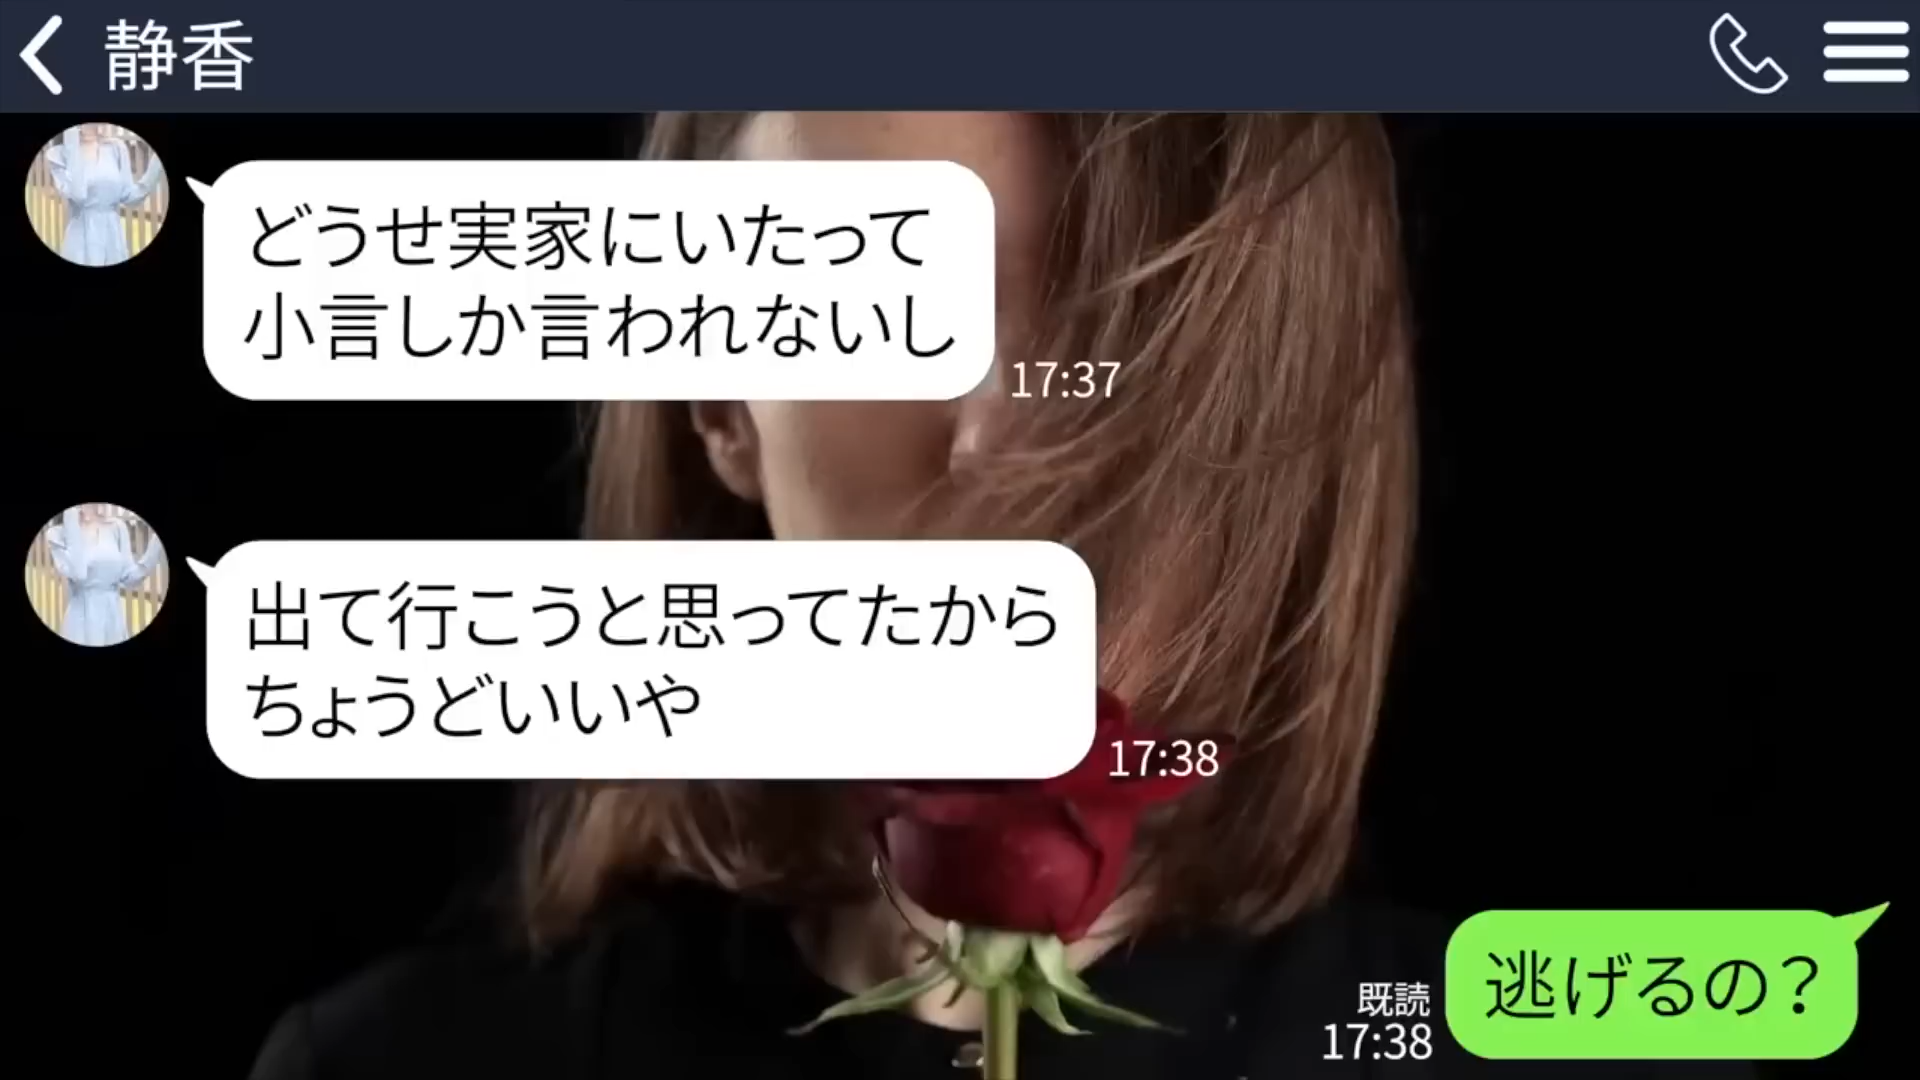 静香
どうせ実家にいたって
小言しか言われないし
17:37
出て行こうと思ってたから
ちょうどいいや
17:38
逃げるの？
既読
17:38